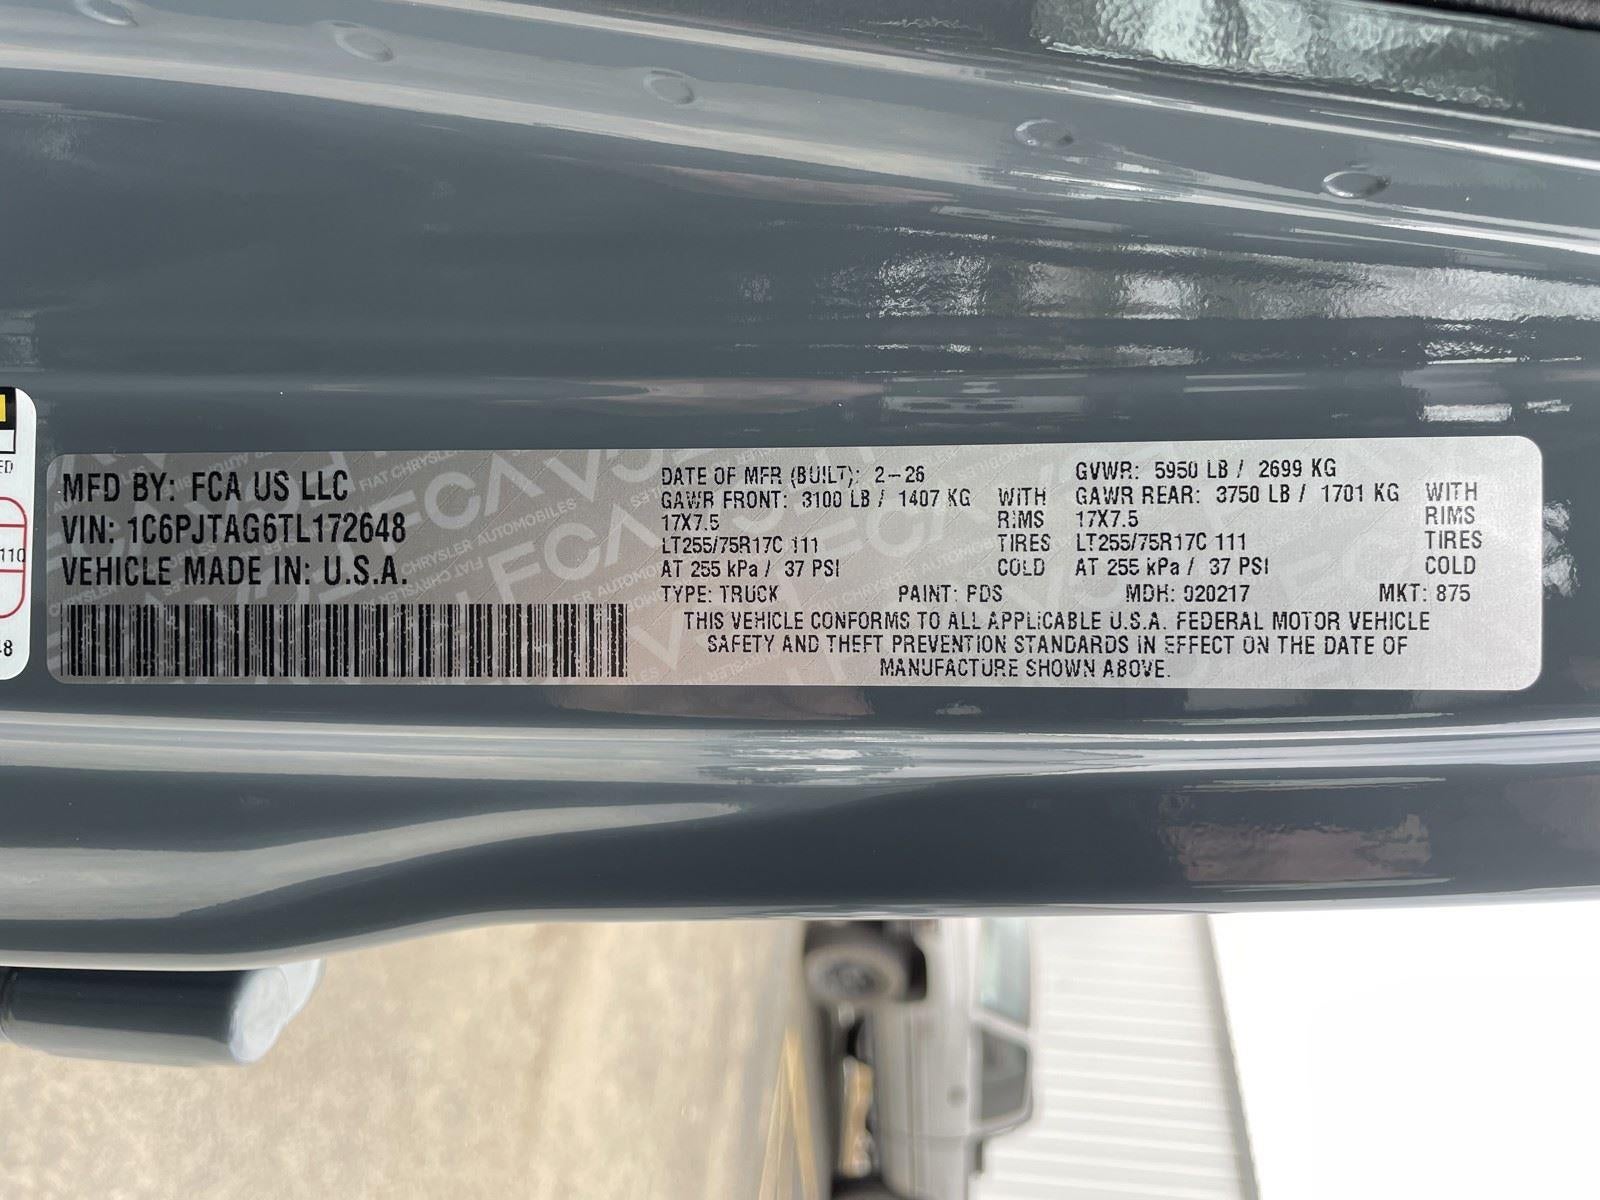 MFD BY: FCA US LLC
VIN: 1C6PJTAG6TL172648
VEHICLE MADE IN: U.S.A.
DATE OF MFR (BUILT): 2-26
GAWR FRONT: 3100 LB / 1407 KG WITH
17X7.5 RIMS
LT255/75R17C 111 TIRES
AT 255 kPa / 37 PSI COLD
GVWR: 5950 LB / 2699 KG
GAWR REAR: 3750 LB / 1701 KG WITH
17X7.5 RIMS
LT255/75R17C 111 TIRES
AT 255 kPa / 37 PSI COLD
TYPE: TRUCK PAINT: PDS MDH: 020217 MKT: 875
THIS VEHICLE CONFORMS TO ALL APPLICABLE U.S.A. FEDERAL MOTOR VEHICLE
SAFETY AND THEFT PREVENTION STANDARDS IN EFFECT ON THE DATE OF
MANUFACTURE SHOWN ABOVE.
ED
110
48